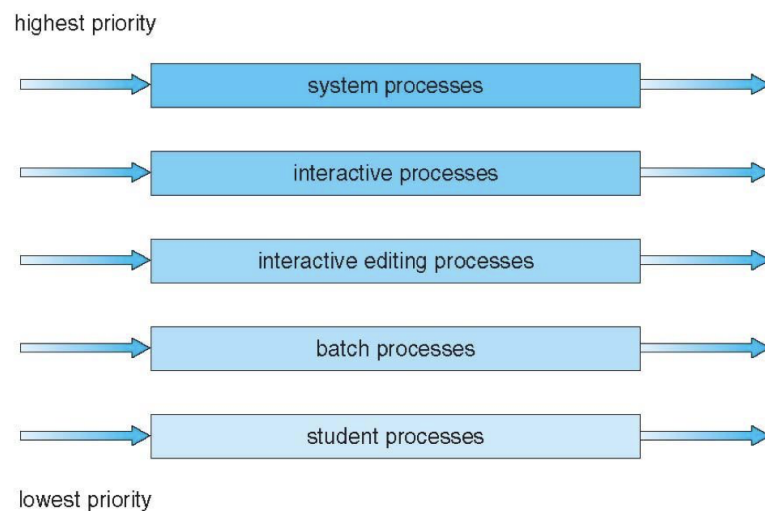 highest priority
system processes
interactive processes
interactive editing processes
batch processes
student processes
lowest priority